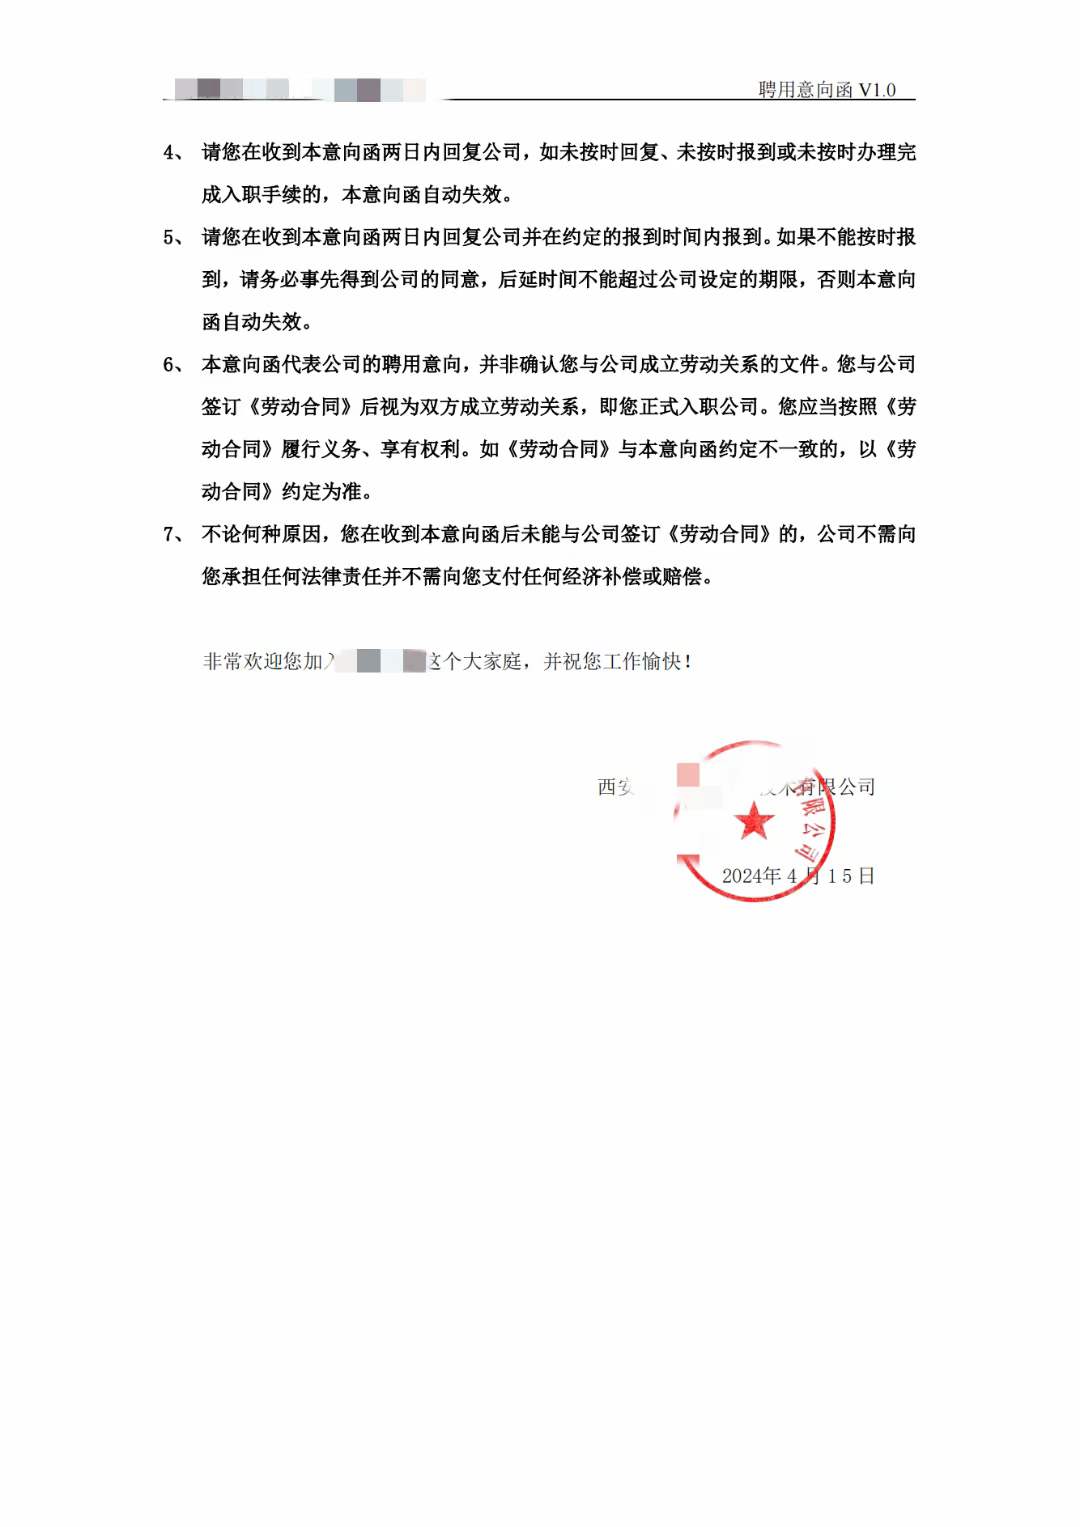 聘用意向函 V1.0
4、 请您在收到本意向函两日内回复公司，如未按时回复、未按时报到或未按时办理完
成入职手续的，本意向函自动失效。
5、 请您在收到本意向函两日内回复公司并在约定的报到时间内报到。如果不能按时报
到，请务必事先得到公司的同意，后延时间不能超过公司设定的期限，否则本意向
函自动失效。
6、 本意向函代表公司的聘用意向，并非确认您与公司成立劳动关系的文件。您与公司
签订《劳动合同》后视为双方成立劳动关系，即您正式入职公司。您应当按照《劳
动合同》履行义务、享有权利。如《劳动合同》与本意向函约定不一致的，以《劳
动合同》约定为准。
7、 不论何种原因，您在收到本意向函后未能与公司签订《劳动合同》的，公司不需向
您承担任何法律责任并不需向您支付任何经济补偿或赔偿。
非常欢迎您加入这个大家庭，并祝您工作愉快！
西安技术有限公司
有限公司
2024年 4 月 1 5 日